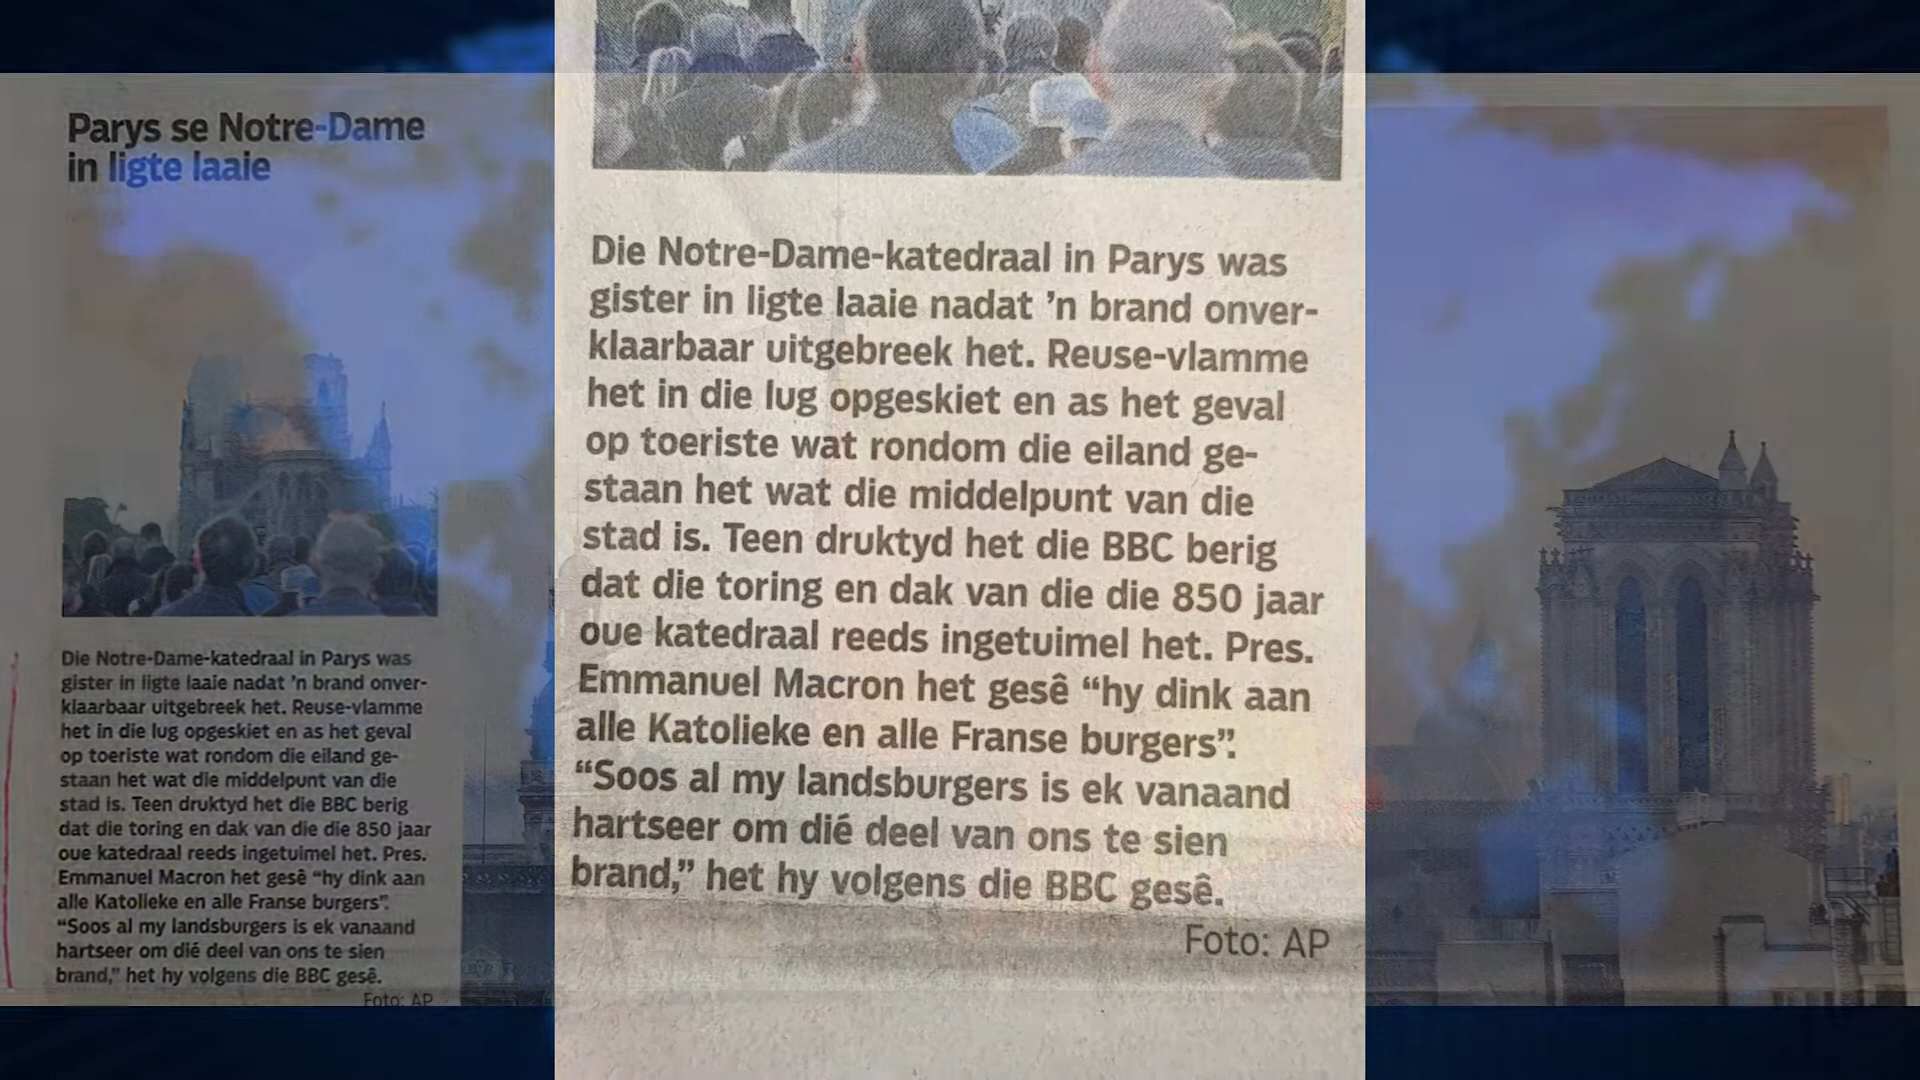 Parys se Notre-Dame
in ligte laaie
Die Notre-Dame-katedraal in Parys was
gister in ligte laaie nadat ’n brand onver-
klaarbaar uitgebreek het. Reuse-vlamme
het in die lug opgeskiet en as het geval
op toeriste wat rondom die eiland ge-
staan het wat die middelpunt van die
stad is. Teen druktyd het die BBC berig
dat die toring en dak van die die 850 jaar
oue katedraal reeds ingetuimel het. Pres.
Emmanuel Macron het gesê “hy dink aan
alle Katolieke en alle Franse burgers”.
“Soos al my landsburgers is ek vanaand
hartseer om dié deel van ons te sien
brand,” het hy volgens die BBC gesê.
Foto: AP
Die Notre-Dame-katedraal in Parys was
gister in ligte laaie nadat ’n brand onver-
klaarbaar uitgebreek het. Reuse-vlamme
het in die lug opgeskiet en as het geval
op toeriste wat rondom die eiland ge-
staan het wat die middelpunt van die
stad is. Teen druktyd het die BBC berig
dat die toring en dak van die die 850 jaar
oue katedraal reeds ingetuimel het. Pres.
Emmanuel Macron het gesê “hy dink aan
alle Katolieke en alle Franse burgers”.
“Soos al my landsburgers is ek vanaand
hartseer om dié deel van ons te sien
brand,” het hy volgens die BBC gesê.
Foto: AP